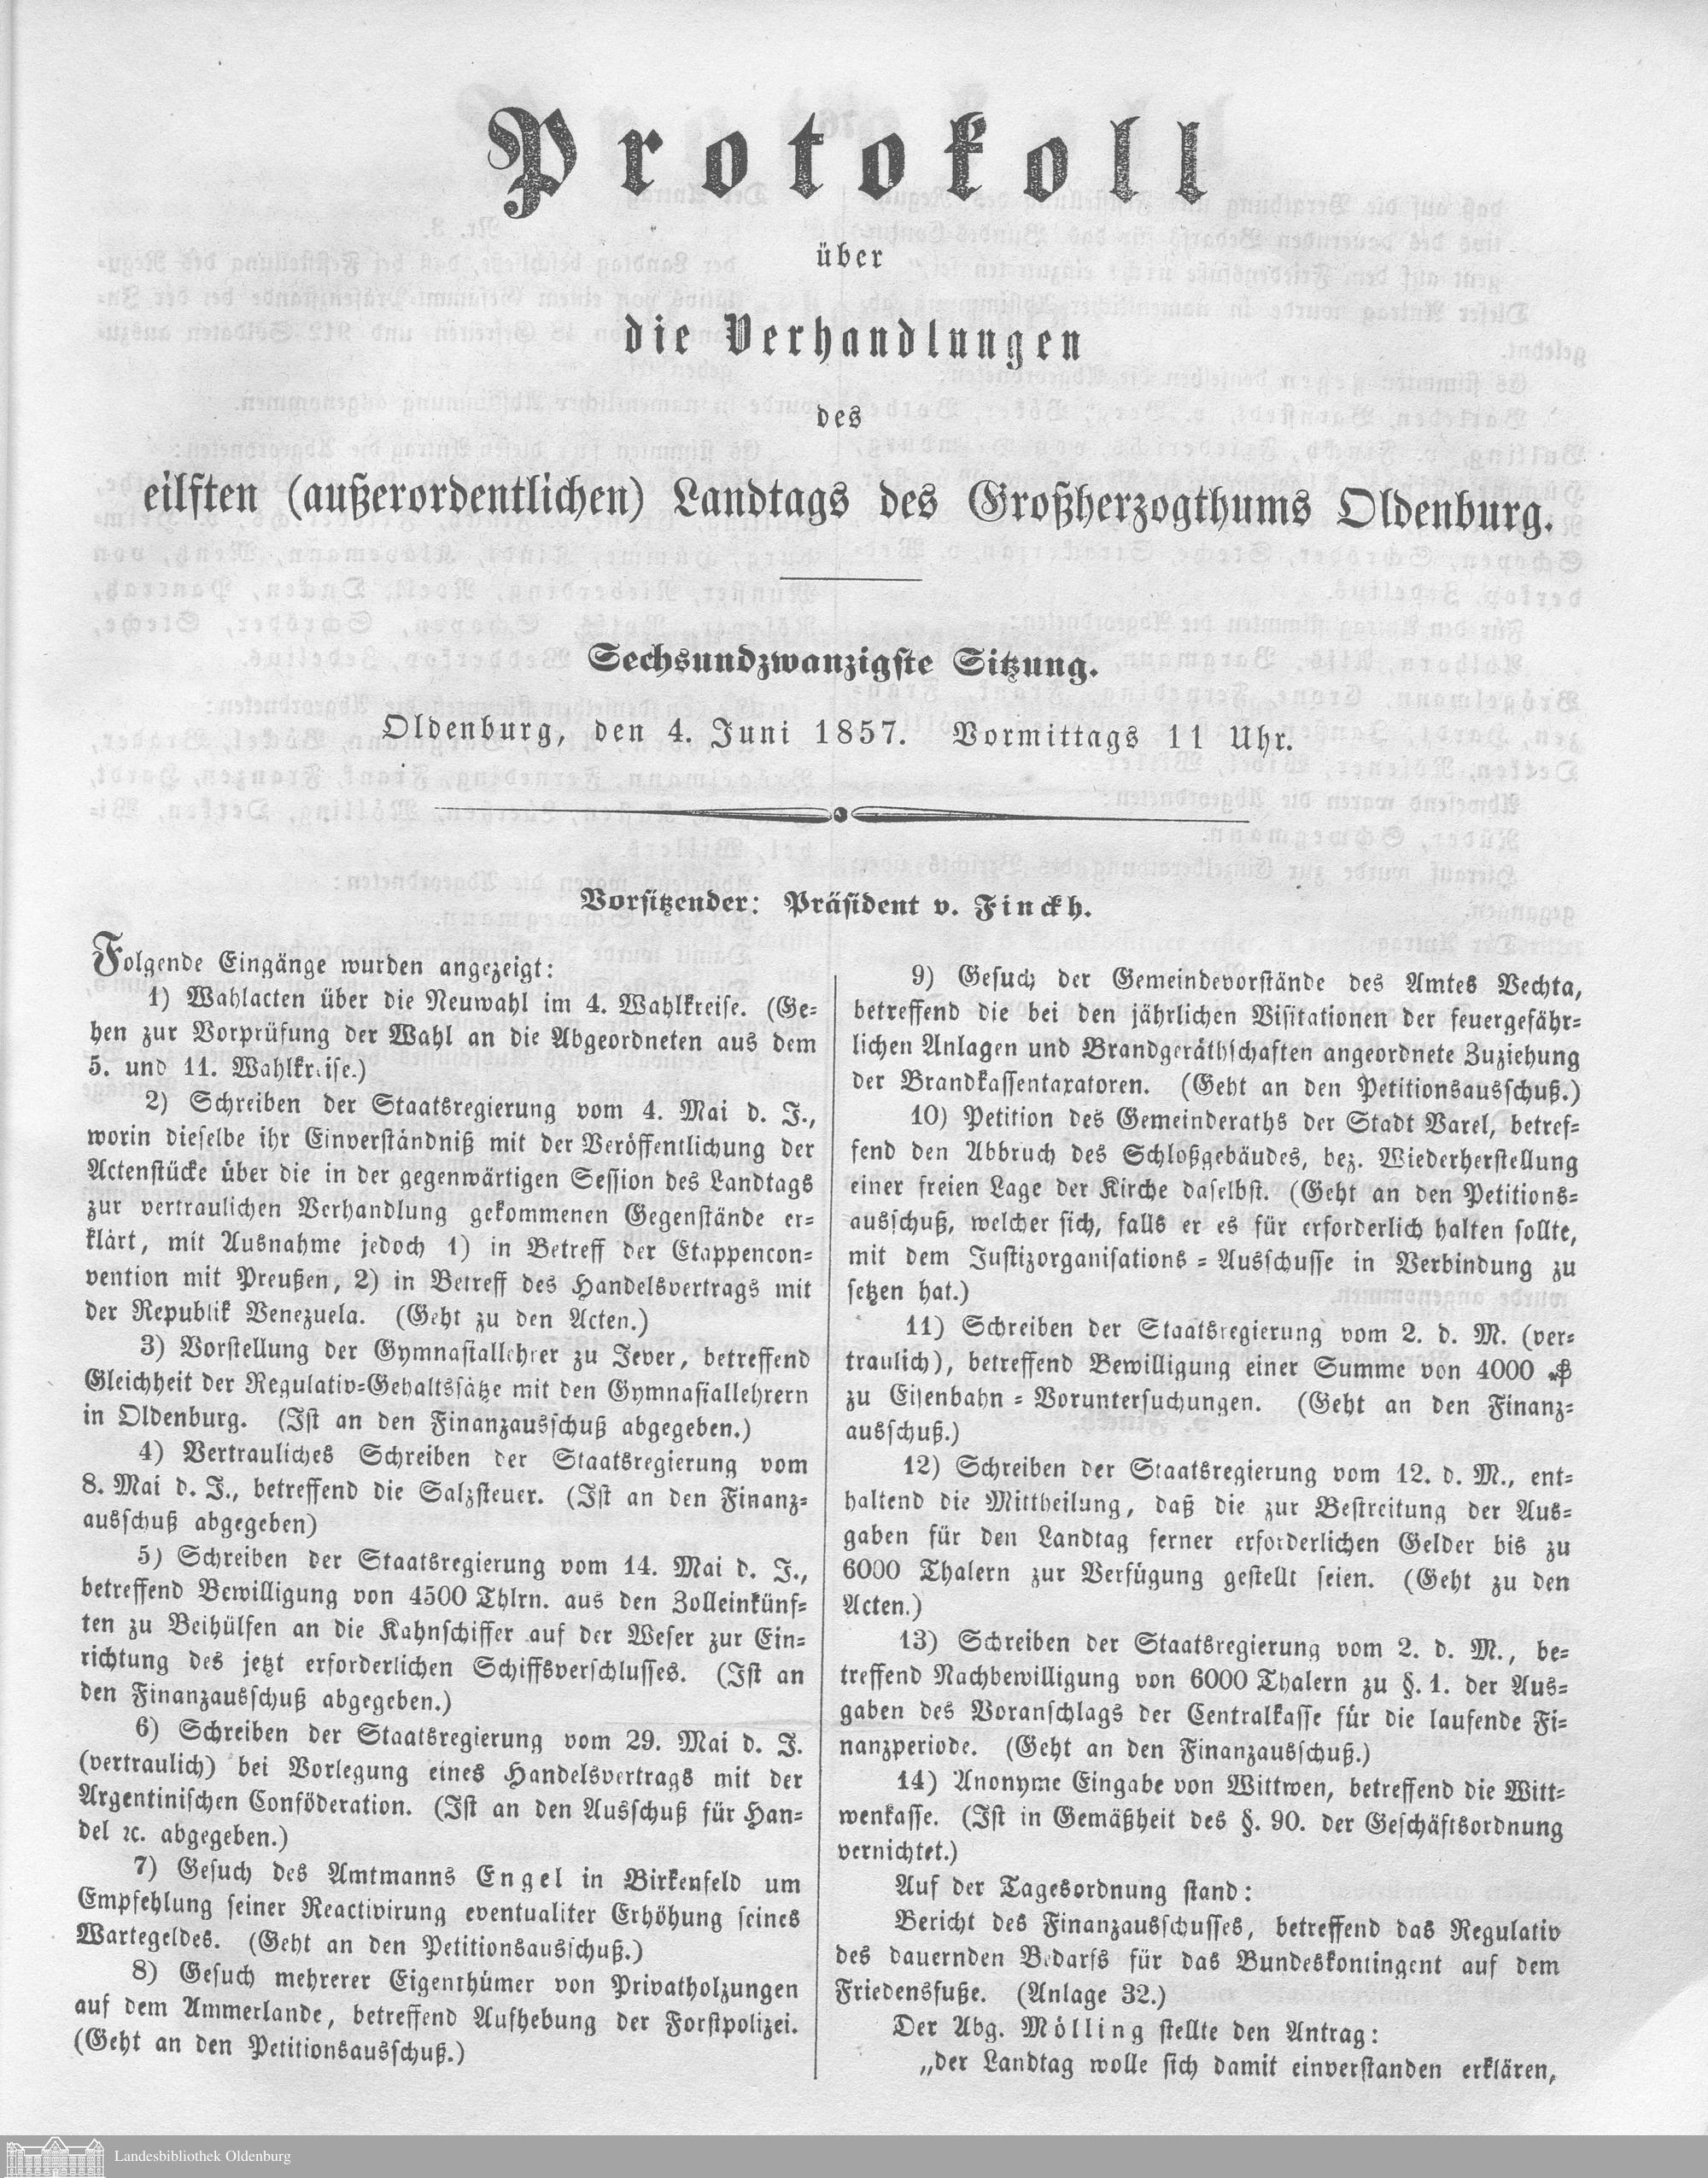 Protokoll
über
die Verhandlungen
des
eilften (außerordentlichen) Landtags des Großherzogthums Oldenburg.
Sechsundzwanzigste Sitzung.
Oldenburg, den 4. Juni 1857. Vormittags 11 Uhr.
Vorsitzender: Präsident v. Finckh.
Folgende Eingänge wurden angezeigt:
1) Wahlacten über die Neuwahl im 4. Wahlkreise. (Ge-
hen zur Vorprüfung der Wahl an die Abgeordneten aus dem
5. und 11. Wahlkreise.)
2) Schreiben der Staatsregierung vom 4. Mai d. J.,
worin dieselbe ihr Einverständniß mit der Veröffentlichung der
Actenstücke über die in der gegenwärtigen Session des Landtags
zur vertraulichen Verhandlung gekommenen Gegenstände er-
klärt, mit Ausnahme jedoch 1) in Betreff der Etappencon-
vention mit Preußen, 2) in Betreff des Handelsvertrags mit
der Republik Venezuela. (Geht zu den Acten.)
3) Vorstellung der Gymnasiallehrer zu Jever, betreffend
Gleichheit der Regulativ-Gehaltssätze mit den Gymnasiallehrern
in Oldenburg. (Ist an den Finanzausschuß abgegeben.)
4) Vertrauliches Schreiben der Staatsregierung vom
8. Mai d. J., betreffend die Salzsteuer. (Ist an den Finanz-
ausschuß abgegeben)
5) Schreiben der Staatsregierung vom 14. Mai d. J.,
betreffend Bewilligung von 4500 Thlrn. aus den Zolleinkünf-
ten zu Beihülfen an die Kahnschiffer auf der Weser zur Ein-
richtung des jetzt erforderlichen Schiffsverschlusses. (Ist an
den Finanzausschuß abgegeben.)
6) Schreiben der Staatsregierung vom 29. Mai d. J.
(vertraulich) bei Vorlegung eines Handelsvertrags mit der
Argentinischen Conföderation. (Ist an den Ausschuß für Han-
del ꝛc. abgegeben.)
7) Gesuch des Amtmanns Engel in Birkenfeld um
Empfehlung seiner Reactivirung eventualiter Erhöhung seines
Wartegeldes. (Geht an den Petitionsausschuß.)
8) Gesuch mehrerer Eigenthümer von Privatholzungen
auf dem Ammerlande, betreffend Aufhebung der Forstpolizei.
(Geht an den Petitionsausschuß.)
9) Gesuch der Gemeindevorstände des Amtes Vechta,
betreffend die bei den jährlichen Visitationen der feuergefähr-
lichen Anlagen und Brandgeräthschaften angeordnete Zuziehung
der Brandkassentaxatoren. (Geht an den Petitionsausschuß.)
10) Petition des Gemeinderaths der Stadt Varel, betref-
fend den Abbruch des Schloßgebäudes, bez. Wiederherstellung
einer freien Lage der Kirche daselbst. (Geht an den Petitions-
ausschuß, welcher sich, falls er es für erforderlich halten sollte,
mit dem Justizorganisations-Ausschusse in Verbindung zu
setzen hat.)
11) Schreiben der Staatsregierung vom 2. d. M. (ver-
traulich), betreffend Bewilligung einer Summe von 4000 ₰
zu Eisenbahn-Voruntersuchungen. (Geht an den Finanz-
ausschuß.)
12) Schreiben der Staatsregierung vom 12. d. M., ent-
haltend die Mittheilung, daß die zur Bestreitung der Aus-
gaben für den Landtag ferner erforderlichen Gelder bis zu
6000 Thalern zur Verfügung gestellt seien. (Geht zu den
Acten.)
13) Schreiben der Staatsregierung vom 2. d. M., be-
treffend Nachbewilligung von 6000 Thalern zu §. 1. der Aus-
gaben des Voranschlags der Centralkasse für die laufende Fi-
nanzperiode. (Geht an den Finanzausschuß.)
14) Anonyme Eingabe von Wittwen, betreffend die Witt-
wenkasse. (Ist in Gemäßheit des §. 90. der Geschäftsordnung
vernichtet.)
Auf der Tagesordnung stand:
Bericht des Finanzausschusses, betreffend das Regulativ
des dauernden Bedarfs für das Bundeskontingent auf dem
Friedensfuße. (Anlage 32.)
Der Abg. Mölling stellte den Antrag:
„der Landtag wolle sich damit einverstanden erklären,
Landesbibliothek Oldenburg